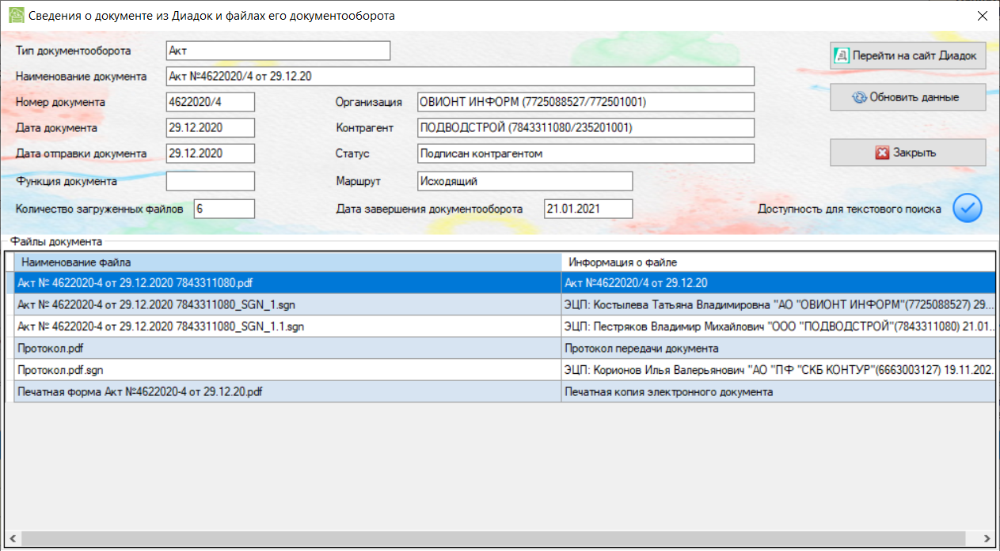 Сведения о документе из Диадок и файлах его документооборота
Тип документооборота Акт
Перейти на сайт Диадок
Наименование документа Акт №4622020/4 от 29.12.20
Обновить данные
Номер документа 4622020/4 Организация ОВИОНТ ИНФОРМ (7725088527/772501001)
Дата документа 29.12.2020 Контрагент ПОДВОДСТРОЙ (7843311080/235201001)
Дата отправки документа 29.12.2020 Статус Подписан контрагентом
Закрыть
Функция документа Маршрут Исходящий
Количество загруженных файлов 6 Дата завершения документооборота 21.01.2021 Доступность для текстового поиска
Файлы документа
Наименование файла Информация о файле
Акт № 4622020-4 от 29.12.2020 7843311080.pdf Акт №4622020/4 от 29.12.20
Акт № 4622020-4 от 29.12.2020 7843311080_SGN_1.sgn ЭЦП: Костылева Татьяна Владимировна "АО "ОВИОНТ ИНФОРМ"(7725088527) 29...
Акт № 4622020-4 от 29.12.2020 7843311080_SGN_1.1.sgn ЭЦП: Пестряков Владимир Михайлович "ООО "ПОДВОДСТРОЙ"(7843311080) 21.01...
Протокол.pdf Протокол передачи документа
Протокол.pdf.sgn ЭЦП: Корионов Илья Валерьянович "АО "ПФ "СКБ КОНТУР"(6663003127) 19.11.202...
Печатная форма Акт №4622020-4 от 29.12.20.pdf Печатная копия электронного документа